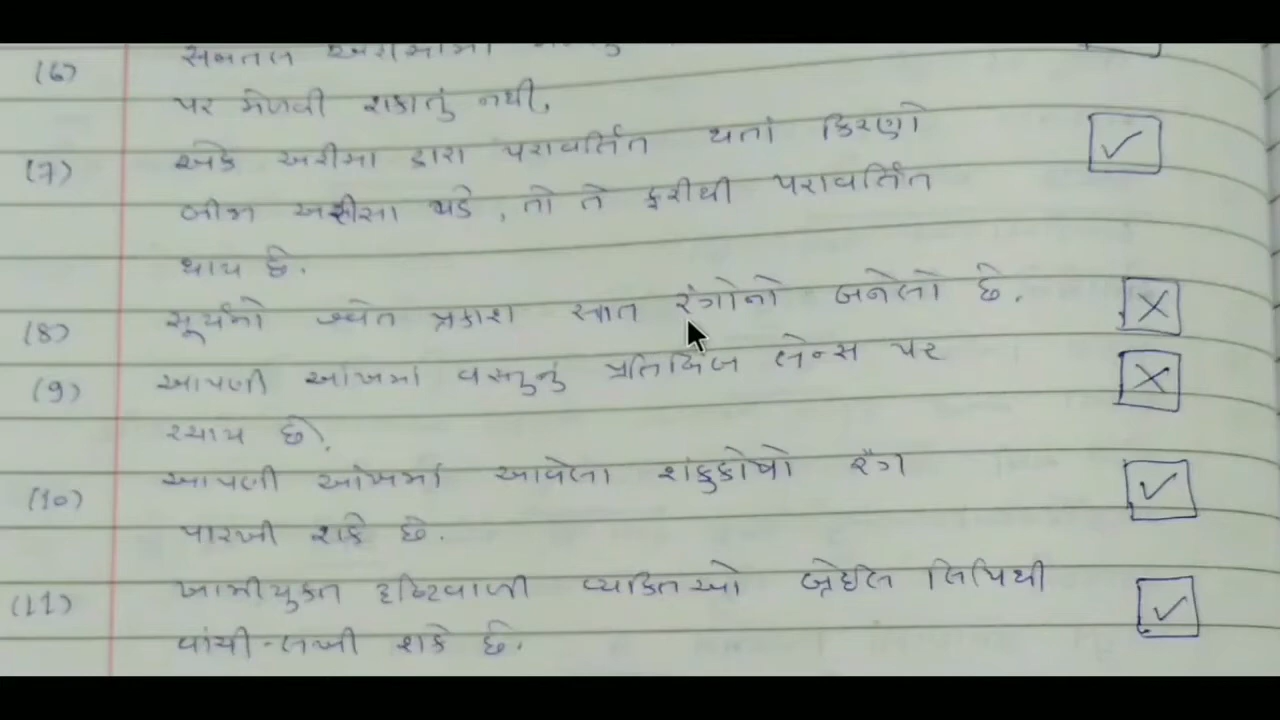 (6) સમતલ અરીસામાં
પર મેળવી શકાતું નથી.
(7) એક અરીસા દ્વારા પરાવર્તિત થતાં કિરણો
બીજા અરીસા પડે, તો તે ફરીથી પરાવર્તિત
થાય છે.
(8) સૂર્યનો શ્વેત પ્રકાશ સાત રંગોનો બનેલો છે.
(9) આપણી આંખમાં વસ્તુનું પ્રતિબિંબ લેન્સ પર
રચાય છે.
(10) આપણી આંખમાં આવેલા શંકુકોષો રંગ
પારખી શકે છે.
(11) ખામીયુક્ત દ્રષ્ટિવાળી વ્યક્તિઓ બ્રેઈલ લિપિથી
વાંચી-લખી શકે છે.